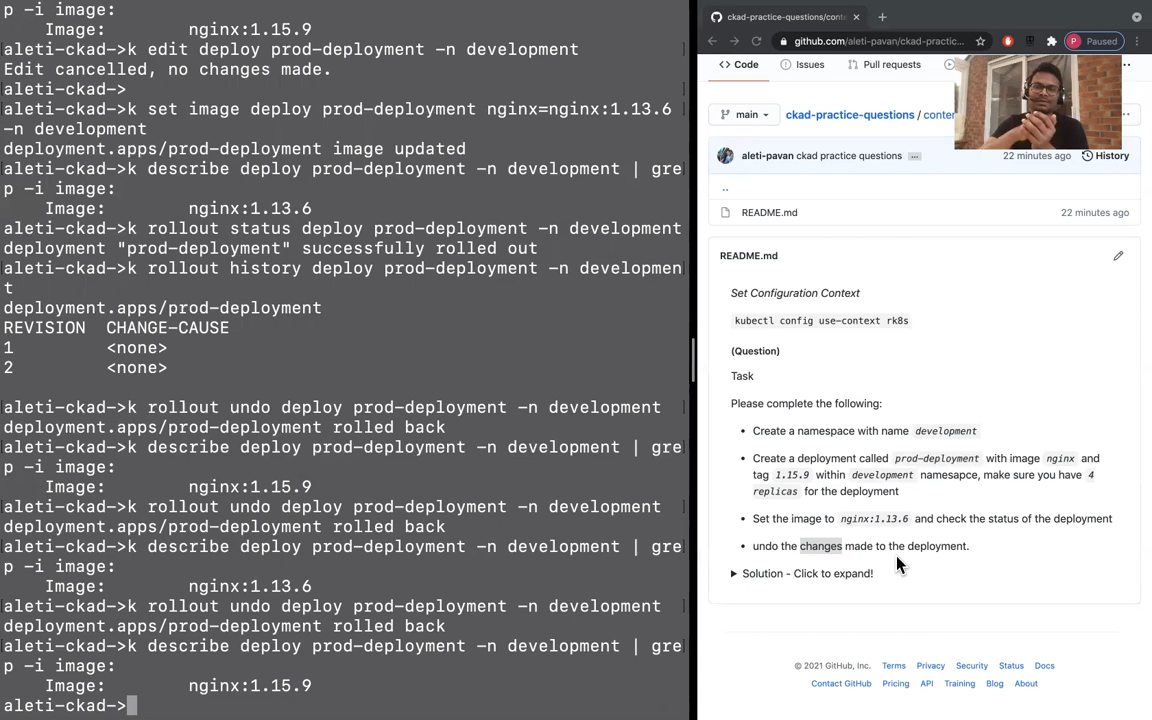 p -i image:
Image: nginx:1.15.9
aleti-ckad->k edit deploy prod-deployment -n development
Edit cancelled, no changes made.
aleti-ckad->
aleti-ckad->k set image deploy prod-deployment nginx=nginx:1.13.6
-n development
deployment.apps/prod-deployment image updated
aleti-ckad->k describe deploy prod-deployment -n development | gre
p -i image:
Image: nginx:1.13.6
aleti-ckad->k rollout status deploy prod-deployment -n development
deployment "prod-deployment" successfully rolled out
aleti-ckad->k rollout history deploy prod-deployment -n developmen
t
deployment.apps/prod-deployment
REVISION CHANGE-CAUSE
1 <none>
2 <none>
aleti-ckad->k rollout undo deploy prod-deployment -n development
deployment.apps/prod-deployment rolled back
aleti-ckad->k describe deploy prod-deployment -n development | gre
p -i image:
Image: nginx:1.15.9
aleti-ckad->k rollout undo deploy prod-deployment -n development
deployment.apps/prod-deployment rolled back
aleti-ckad->k describe deploy prod-deployment -n development | gre
p -i image:
Image: nginx:1.13.6
aleti-ckad->k rollout undo deploy prod-deployment -n development
deployment.apps/prod-deployment rolled back
aleti-ckad->k describe deploy prod-deployment -n development | gre
p -i image:
Image: nginx:1.15.9
aleti-ckad->
ckad-practice-questions/conte
github.com/aleti-pavan/ckad-practic... P Paused
Code Issues Pull requests
main ckad-practice-questions / conten
aleti-pavan ckad practice questions ... 22 minutes ago History
..
README.md 22 minutes ago
README.md
Set Configuration Context
kubectl config use-context rk8s
(Question)
Task
Please complete the following:
• Create a namespace with name development
• Create a deployment called prod-deployment with image nginx and
tag 1.15.9 within development namesapce, make sure you have 4
replicas for the deployment
• Set the image to nginx:1.13.6 and check the status of the deployment
• undo the changes made to the deployment.
Solution - Click to expand!
© 2021 GitHub, Inc. Terms Privacy Security Status Docs
Contact GitHub Pricing API Training Blog About